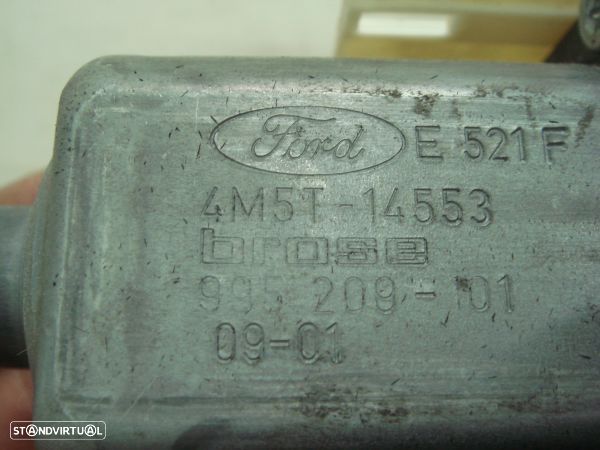 Ford E 521 F
4M5T-14553
brose
995 209-101
09-01
STANDVIRTUAL